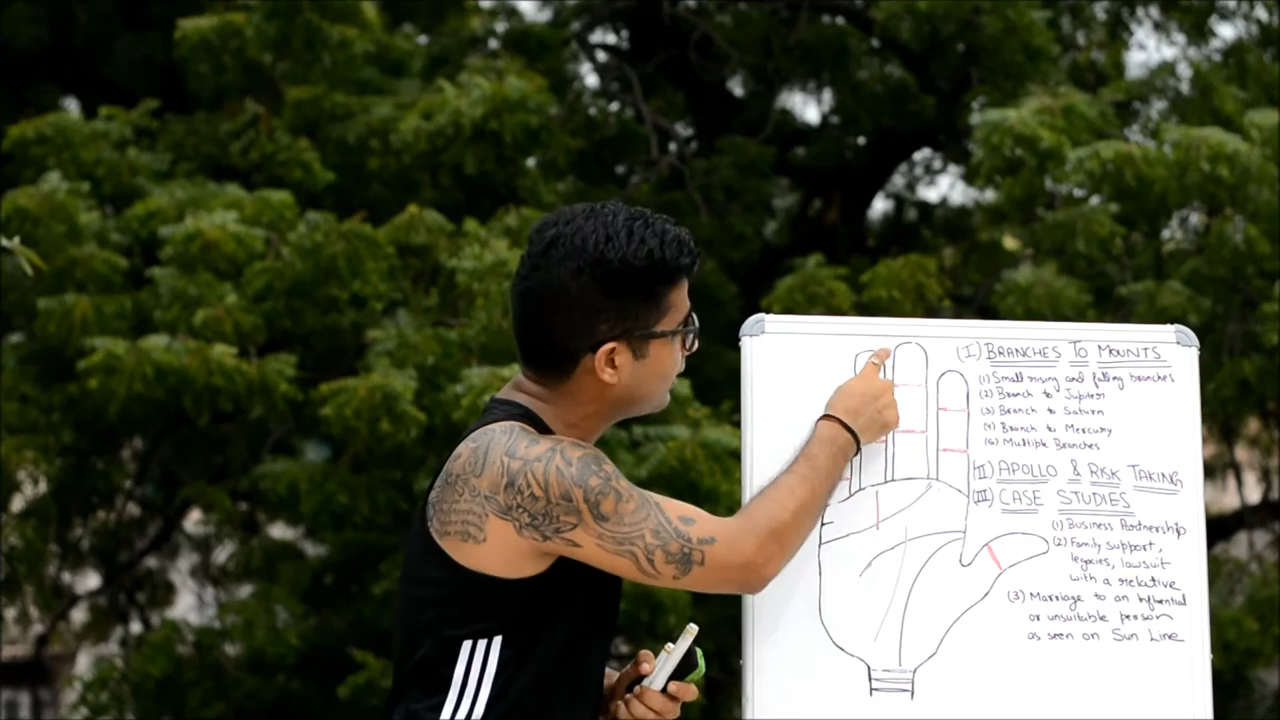 (I) BRANCHES TO MOUNTS
(1) Small rising and falling branches
(2) Branch to Jupiter
(3) Branch to Saturn
(4) Branch to Mercury
(5) Multiple Branches
(II) APOLLO & RISK TAKING
(III) CASE STUDIES
(1) Business Partnership
(2) Family support,
legacies, lawsuit
with a relative
(3) Marriage to an influential
or unsuitable person
as seen on Sun Line